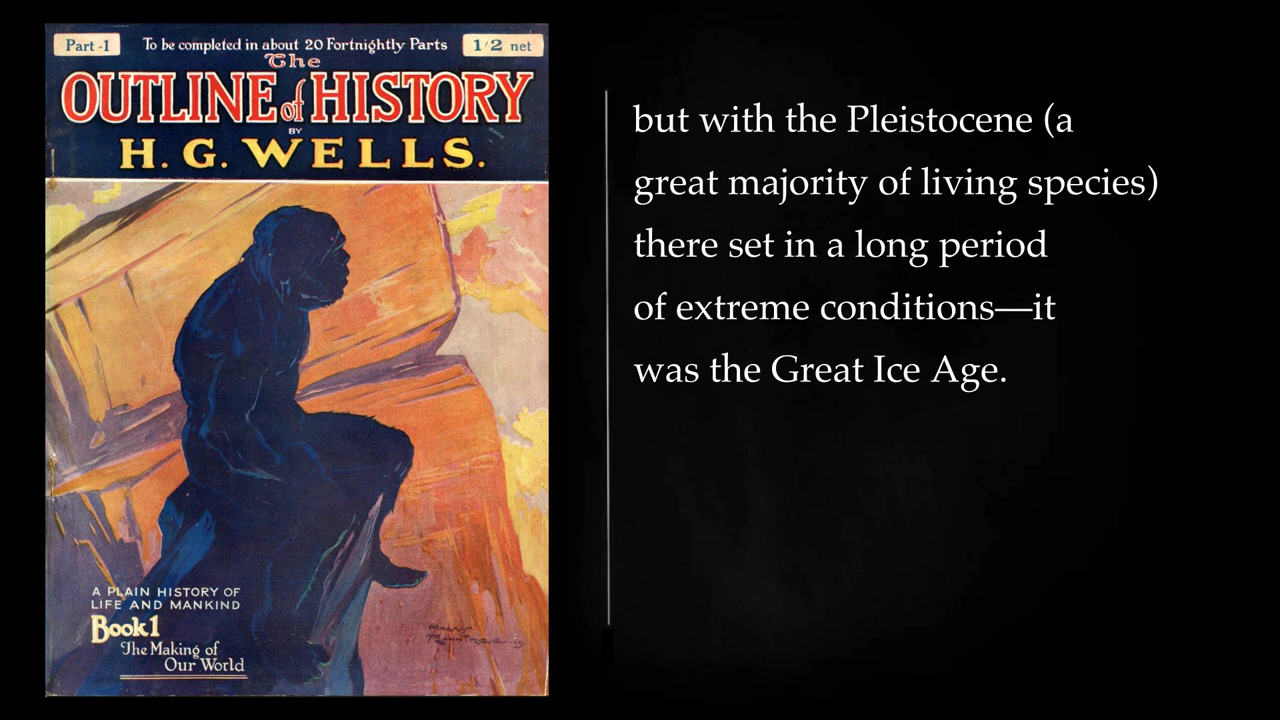 Part -1
To be completed in about 20 Fortnightly Parts
1/2 net
The
OUTLINE of HISTORY
BY
H. G. WELLS.
A PLAIN HISTORY OF
LIFE AND MANKIND
Book 1
The Making of
Our World
but with the Pleistocene (a
great majority of living species)
there set in a long period
of extreme conditions—it
was the Great Ice Age.